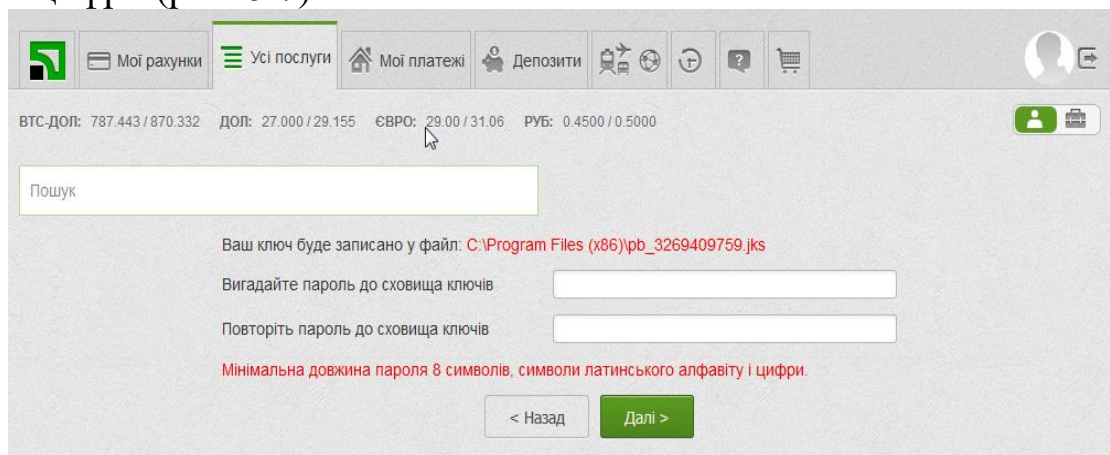 Мої рахунки Усі послуги Мої платежі Депозити
BTC-ДОЛ: 787.443 / 870.332 ДОЛ: 27.000 / 29.155 ЄВРО: 29.00 / 31.06 РУБ: 0.4500 / 0.5000
Пошук
Ваш ключ буде записано у файл: C:\Program Files (x86)\pb_3269409759.jks
Вигадайте пароль до сховища ключів
Повторіть пароль до сховища ключів
Мінімальна довжина пароля 8 символів, символи латинського алфавіту і цифри.
< Назад Далі >